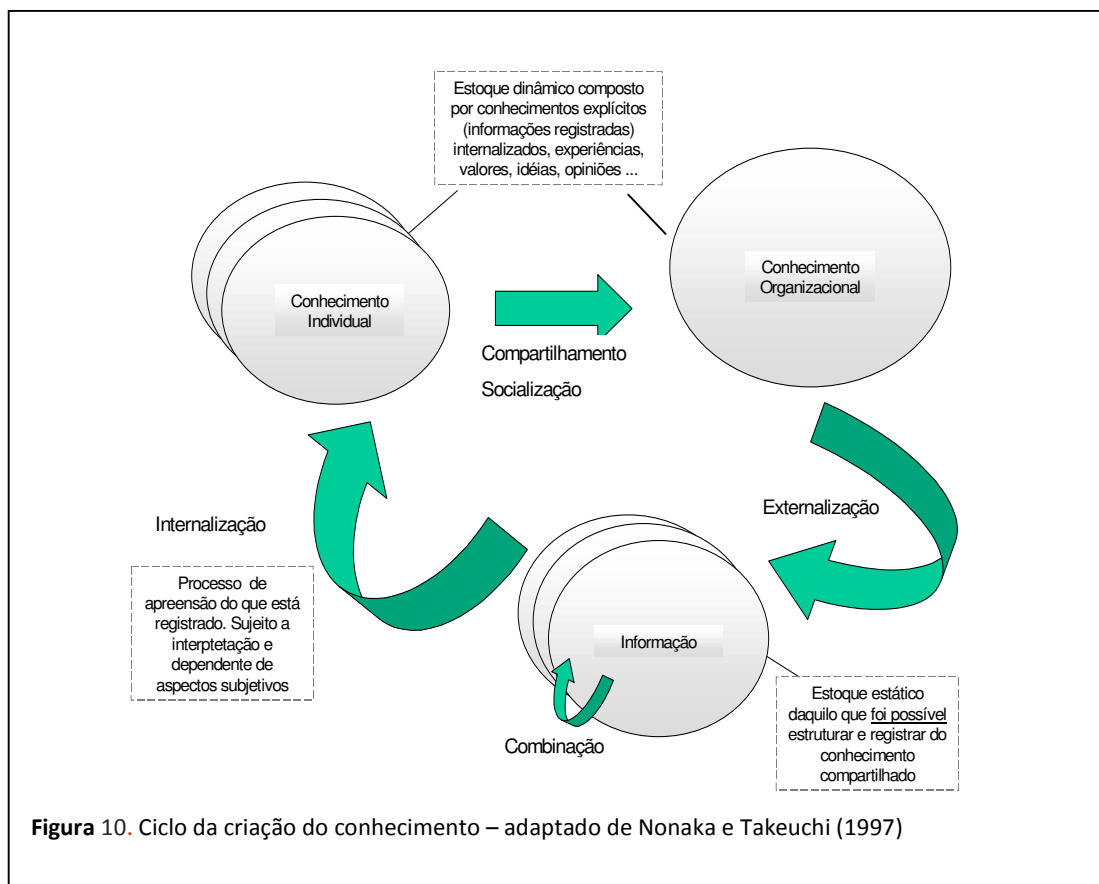 Estoque dinâmico composto
por conhecimentos explícitos
(informações registradas)
internalizados, experiências,
valores, idéias, opiniões ...
Conhecimento
Individual
Conhecimento
Organizacional
Compartilhamento
Socialização
Internalização
Externalização
Processo de
apreensão do que está
registrado. Sujeito a
interptetação e
dependente de
aspectos subjetivos
Informação
Combinação
Estoque estático
daquilo que foi possível
estruturar e registrar do
conhecimento
compartilhado
Figura 10. Ciclo da criação do conhecimento – adaptado de Nonaka e Takeuchi (1997)